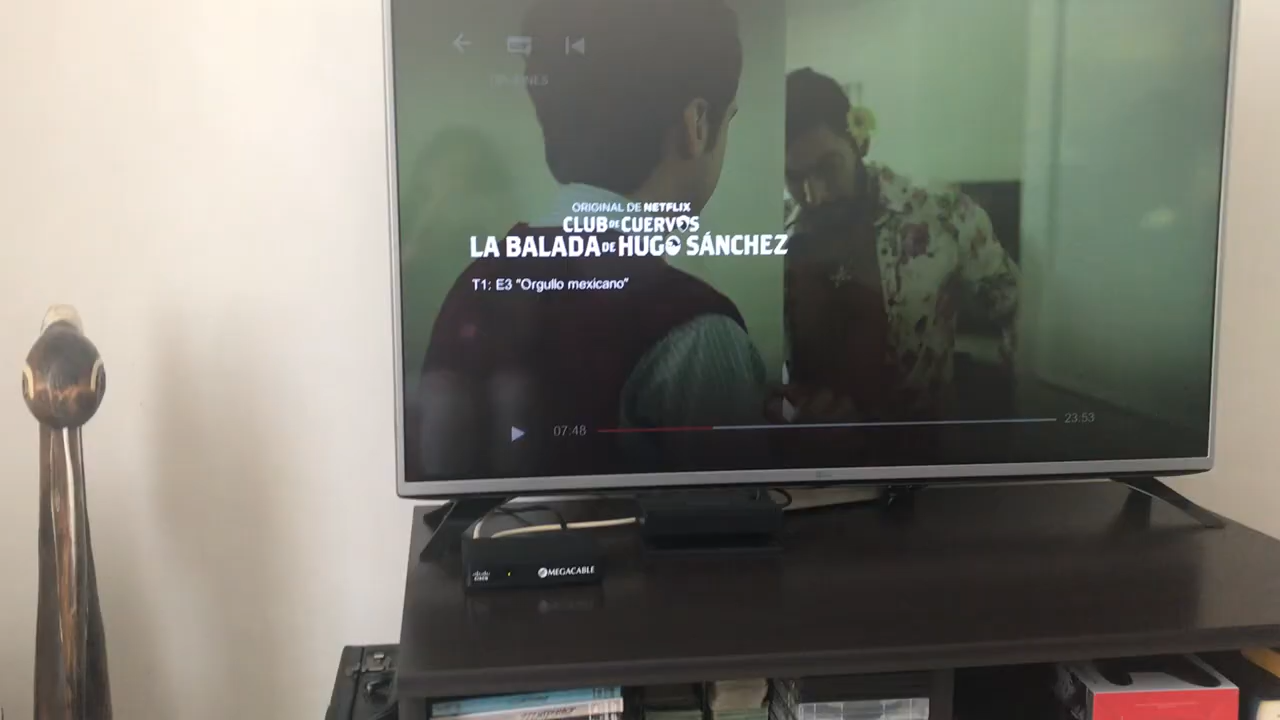 ORIGINAL DE NETFLIX
CLUB DE CUERVOS
LA BALADA DE HUGO SÁNCHEZ
T1: E3 "Orgullo mexicano"
07:48
23:53
CISCO
MEGACABLE